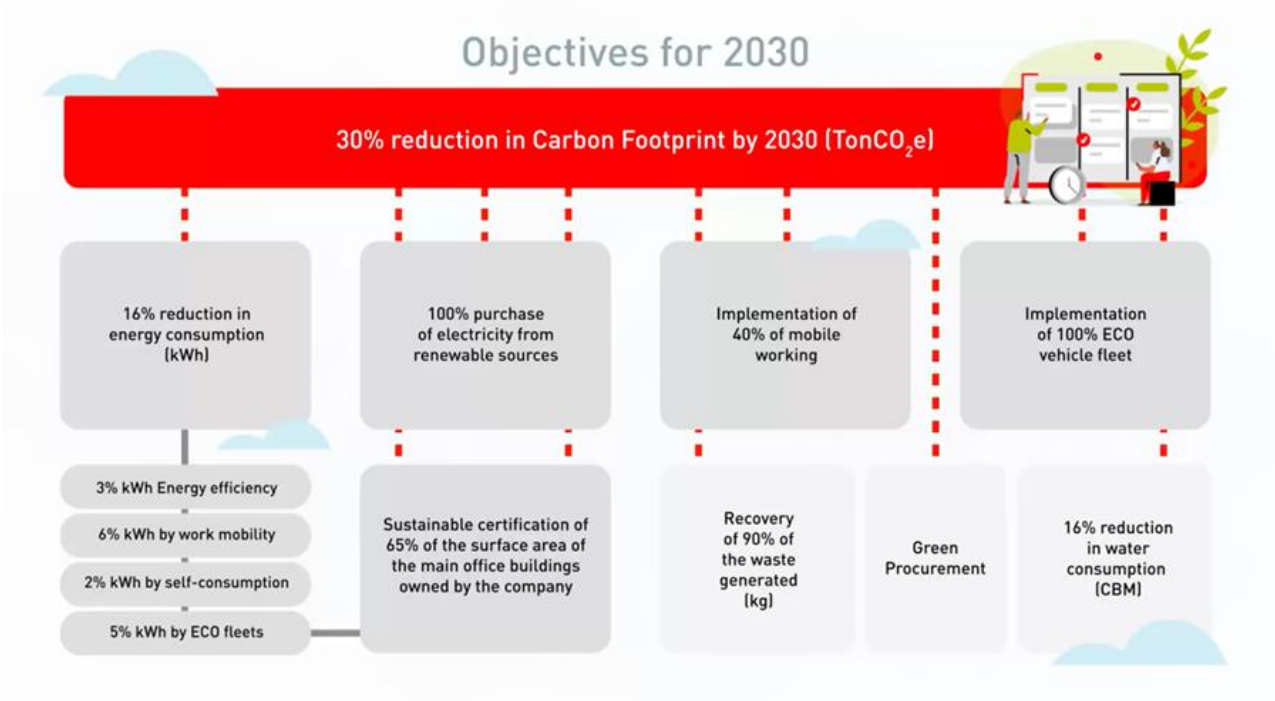 Objectives for 2030
30% reduction in Carbon Footprint by 2030 (TonCO₂e)
16% reduction in
energy consumption
(kWh)
100% purchase
of electricity from
renewable sources
Implementation of
40% of mobile
working
Implementation
of 100% ECO
vehicle fleet
3% kWh Energy efficiency
6% kWh by work mobility
2% kWh by self-consumption
5% kWh by ECO fleets
Sustainable certification of
65% of the surface area of
the main office buildings
owned by the company
Recovery
of 90% of
the waste
generated
(kg)
Green
Procurement
16% reduction
in water
consumption
(CBM)